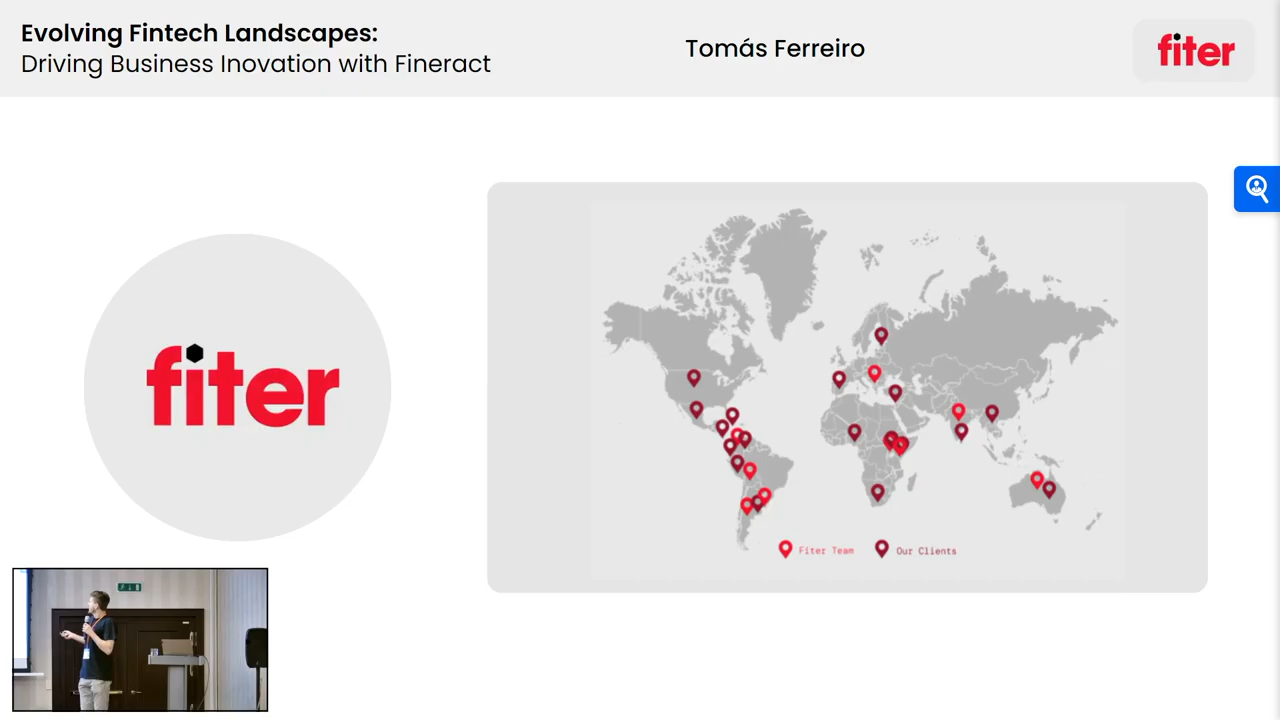 Evolving Fintech Landscapes:
Driving Business Inovation with Fineract
Tomás Ferreiro
fiter
fiter
Fiter Team
Our Clients